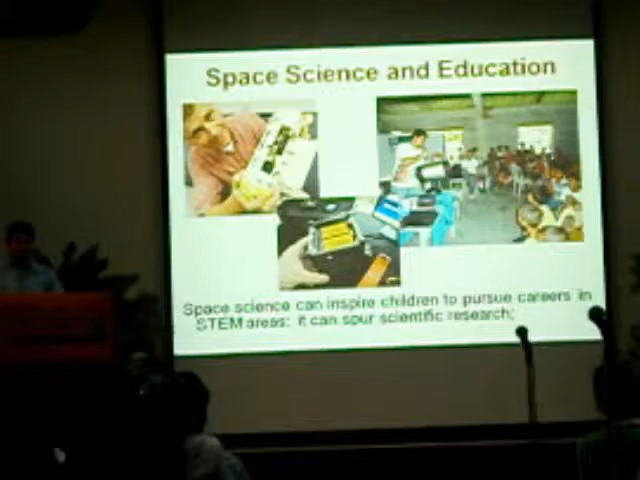 Space Science and Education
Space science can inspire children to pursue careers in
STEM areas: it can spur scientific research;